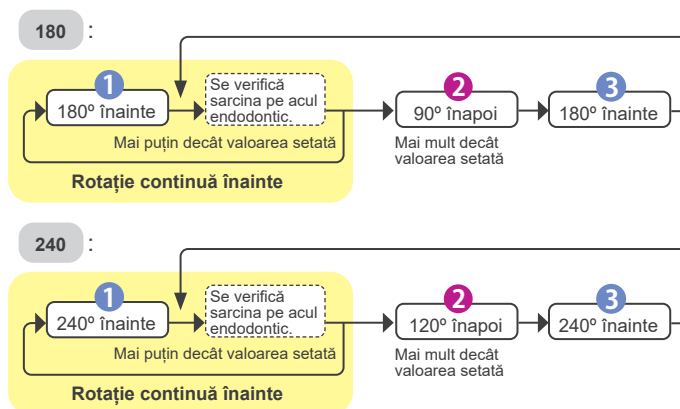 180 :
1
180º înainte
Se verifică
sarcina pe acul
endodontic.
2
90º înapoi
3
180º înainte
Mai puțin decât valoarea setată
Mai mult decât
valoarea setată
Rotație continuă înainte
240 :
1
240º înainte
Se verifică
sarcina pe acul
endodontic.
2
120º înapoi
3
240º înainte
Mai puțin decât valoarea setată
Mai mult decât
valoarea setată
Rotație continuă înainte